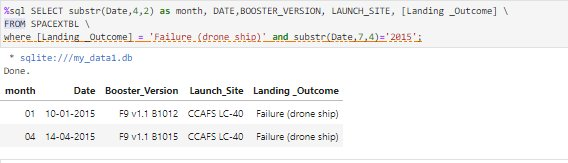 %sql SELECT substr(Date,4,2) as month, DATE,BOOSTER_VERSION, LAUNCH_SITE, [Landing _Outcome] \
FROM SPACEXTBL \
where [Landing _Outcome] = 'Failure (drone ship)' and substr(Date,7,4)='2015';
* sqlite:///my_data1.db
Done.
month Date Booster_Version Launch_Site Landing _Outcome
01 10-01-2015 F9 v1.1 B1012 CCAFS LC-40 Failure (drone ship)
04 14-04-2015 F9 v1.1 B1015 CCAFS LC-40 Failure (drone ship)